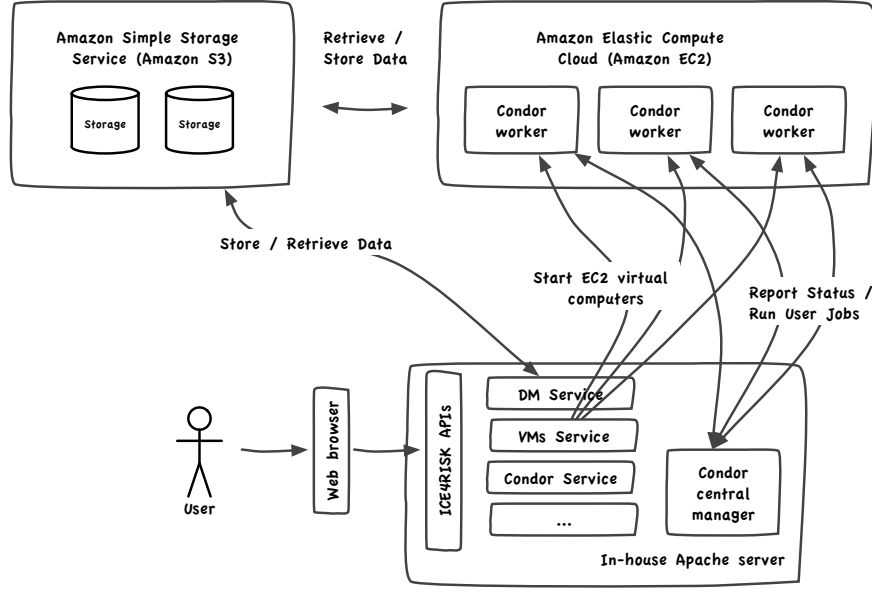 Amazon Simple Storage
Service (Amazon S3)
Storage
Storage
Retrieve /
Store Data
Amazon Elastic Compute
Cloud (Amazon EC2)
Condor
worker
Condor
worker
Condor
worker
Store / Retrieve Data
Start EC2 virtual
computers
Report Status /
Run User Jobs
User
Web browser
ICE4RISK APIs
DM Service
VMs Service
Condor Service
...
Condor
central
manager
In-house Apache server